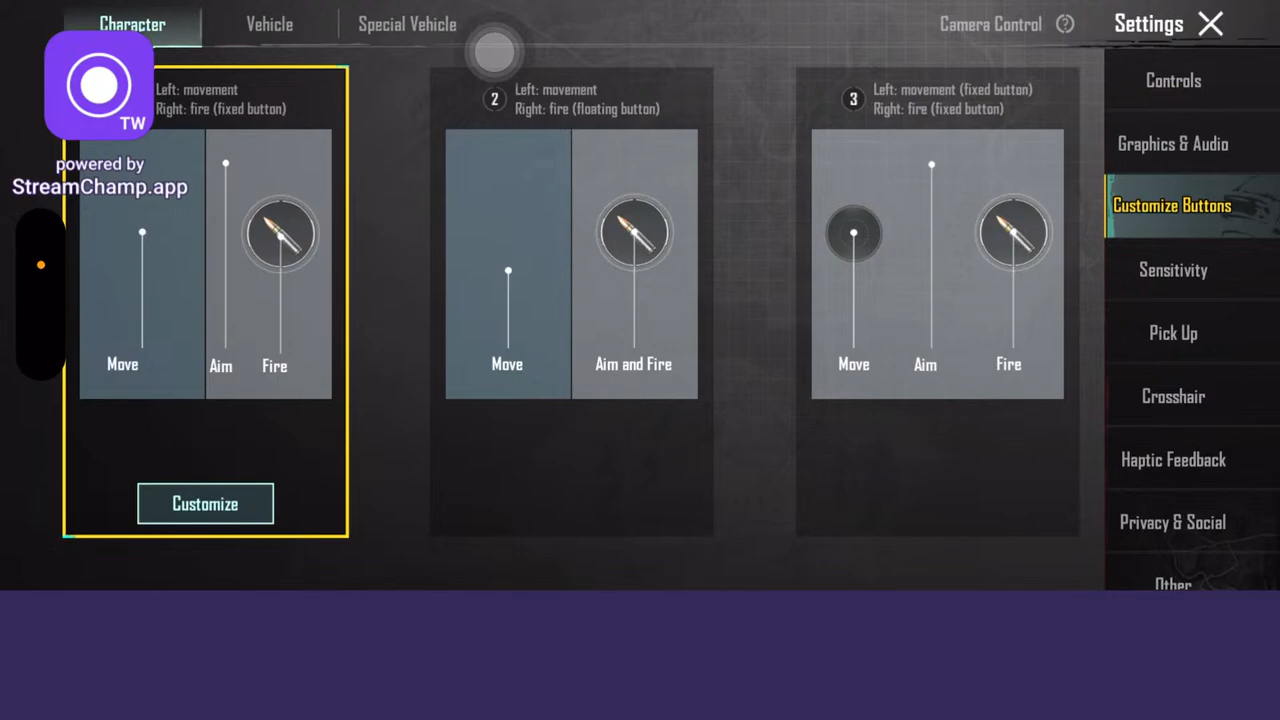 Character
Vehicle
Special Vehicle
Camera Control
Settings
TW
powered by
StreamChamp.app
Left: movement
Right: fire (fixed button)
Move
Aim
Fire
Customize
2
Left: movement
Right: fire (floating button)
Move
Aim and Fire
3
Left: movement (fixed button)
Right: fire (fixed button)
Move
Aim
Fire
Controls
Graphics & Audio
Customize Buttons
Sensitivity
Pick Up
Crosshair
Haptic Feedback
Privacy & Social
Other